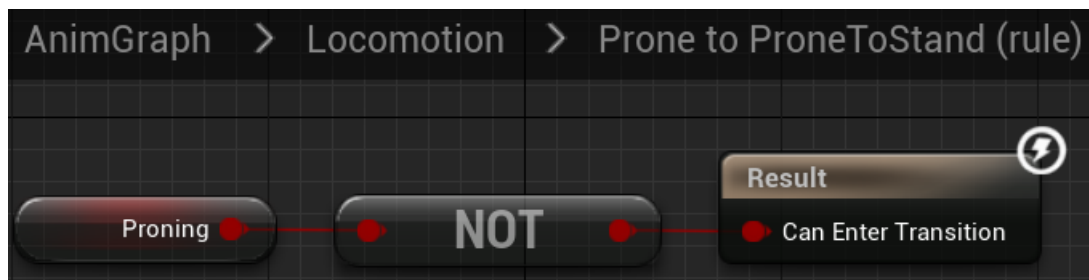 AnimGraph > Locomotion > Prone to ProneToStand (rule)
Result
Proning
NOT
Can Enter Transition